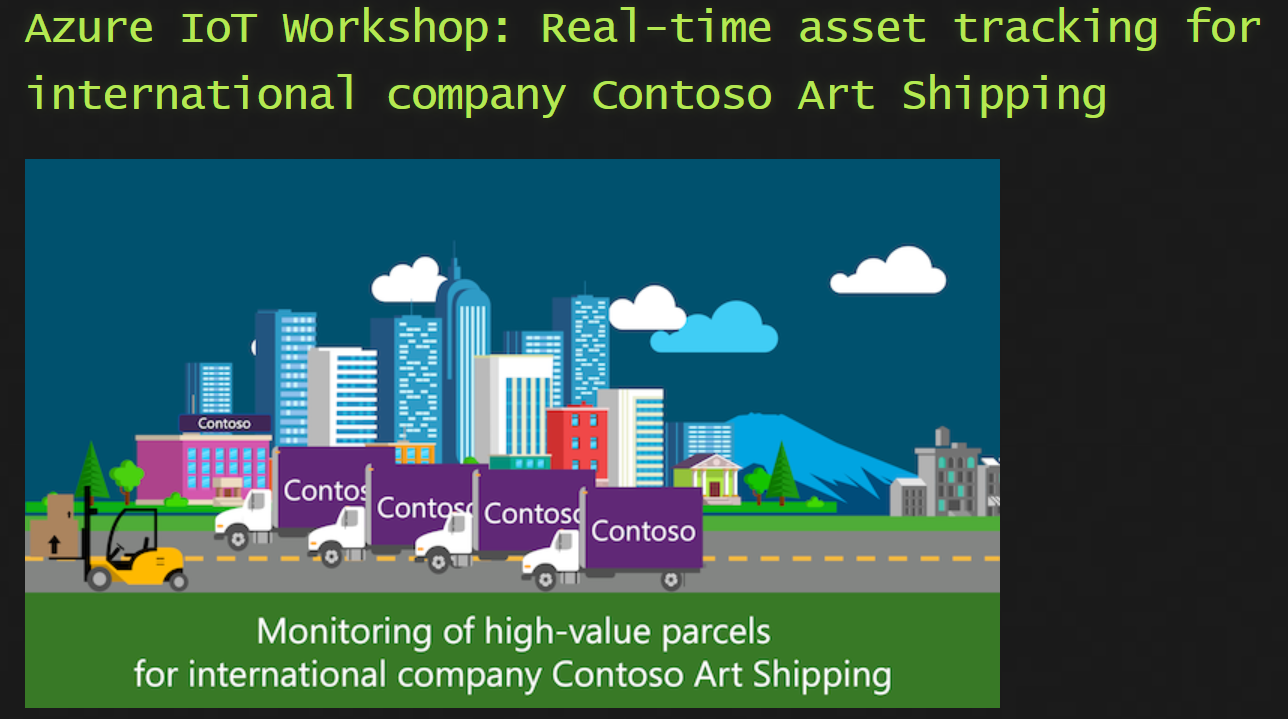 Azure IoT Workshop: Real-time asset tracking for
international company Contoso Art Shipping
Contoso
Contos
Contoso
Contoso
Contoso
Monitoring of high-value parcels
for international company Contoso Art Shipping